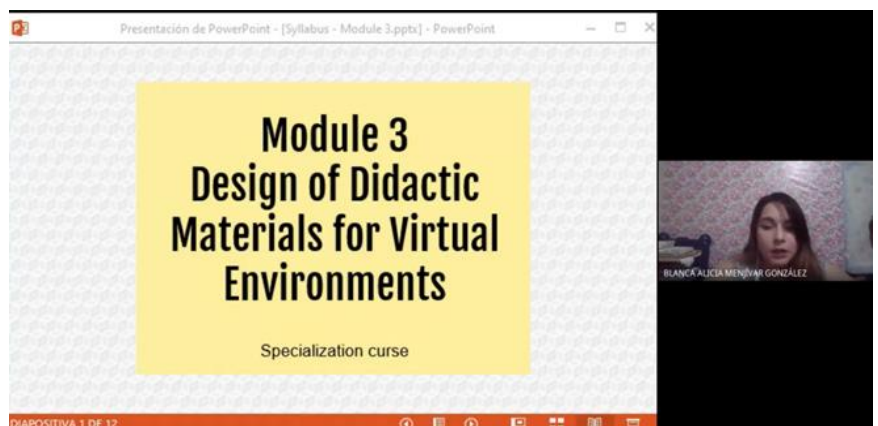 Presentación de PowerPoint - [Syllabus - Module 3.pptx] - PowerPoint
Module 3
Design of Didactic
Materials for Virtual
Environments
Specialization curse
BLANCA ALICIA MENJÍVAR GONZÁLEZ
DIAPOSITIVA 1 DE 12